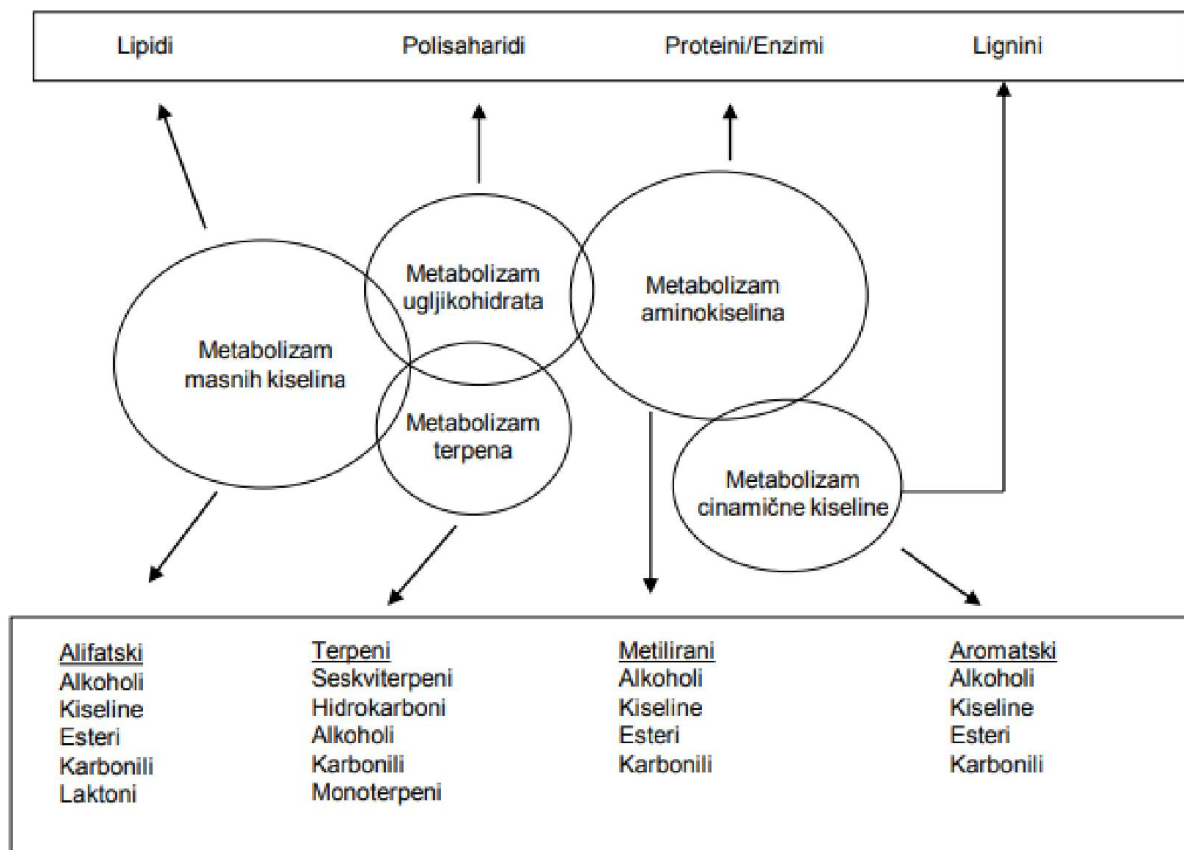 Lipidi
Polisaharidi
Proteini/Enzimi
Lignini
Metabolizam
ugljikohidrata
Metabolizam
aminokiselina
Metabolizam
masnih kiselina
Metabolizam
terpena
Metabolizam
cinamične kiseline
Alifatski
Alkoholi
Kiseline
Esteri
Karbonili
Laktoni
Terpeni
Seskviterpeni
Hidrokarboni
Alkoholi
Karbonili
Monoterpeni
Metilirani
Alkoholi
Kiseline
Esteri
Karbonili
Aromatski
Alkoholi
Kiseline
Esteri
Karbonili